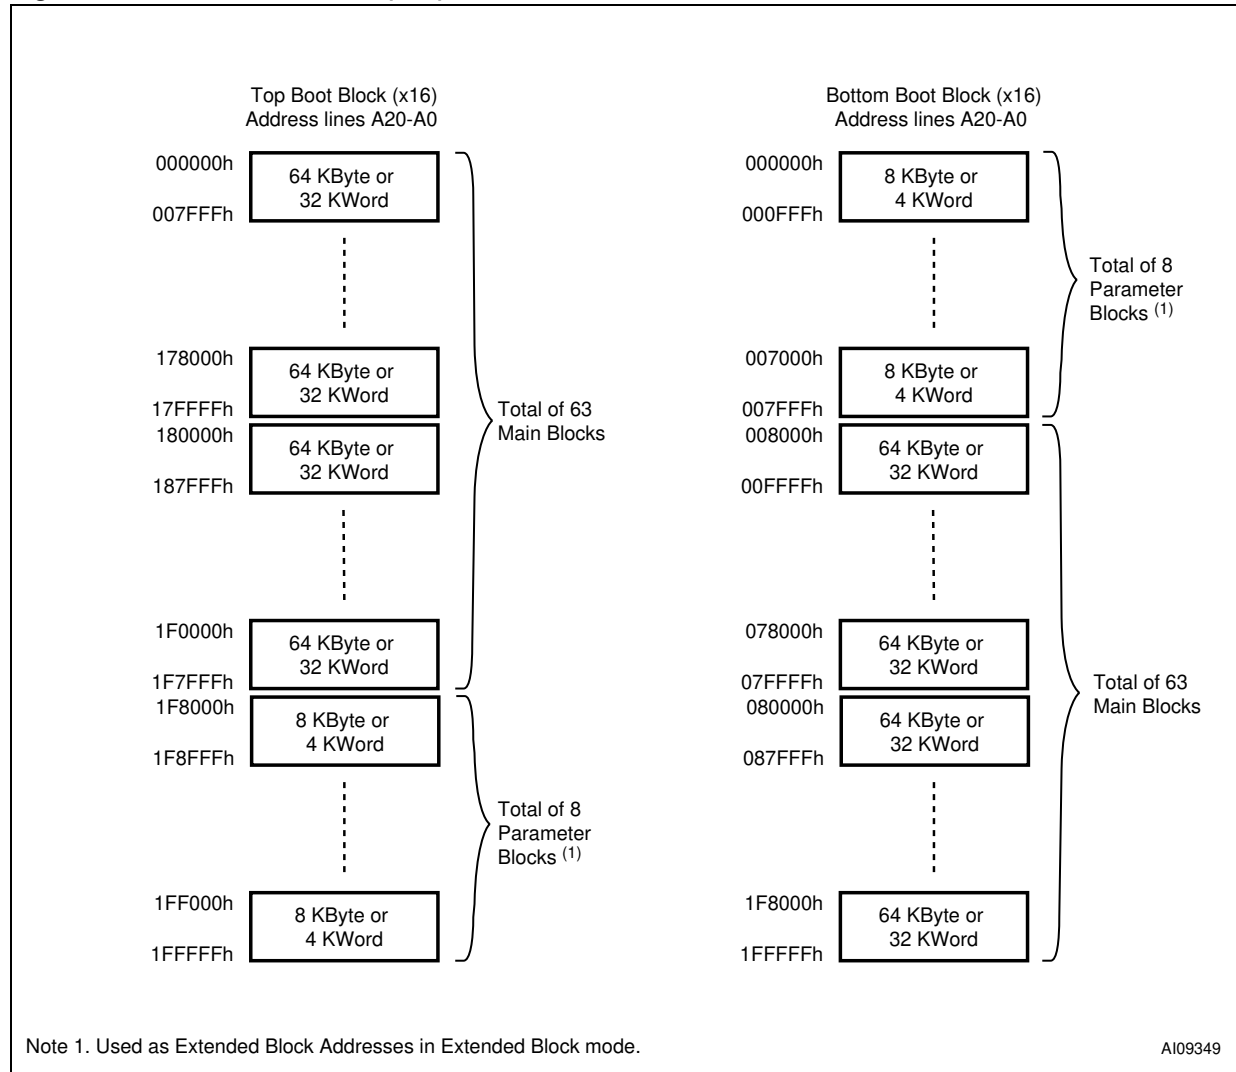 Top Boot Block (x16)
Address lines A20-A0
000000h
64 KByte or
32 KWord
007FFFh
178000h
64 KByte or
32 KWord
17FFFFh
180000h
64 KByte or
32 KWord
187FFFh
Total of 63
Main Blocks
1F0000h
64 KByte or
32 KWord
1F7FFFh
1F8000h
8 KByte or
4 KWord
1F8FFFh
Total of 8
Parameter
Blocks (1)
1FF000h
8 KByte or
4 KWord
1FFFFFh
Bottom Boot Block (x16)
Address lines A20-A0
000000h
8 KByte or
4 KWord
000FFFh
Total of 8
Parameter
Blocks (1)
007000h
8 KByte or
4 KWord
007FFFh
008000h
64 KByte or
32 KWord
00FFFFh
078000h
64 KByte or
32 KWord
07FFFFh
080000h
64 KByte or
32 KWord
087FFFh
Total of 63
Main Blocks
1F8000h
64 KByte or
32 KWord
1FFFFFh
Note 1. Used as Extended Block Addresses in Extended Block mode.
AI09349